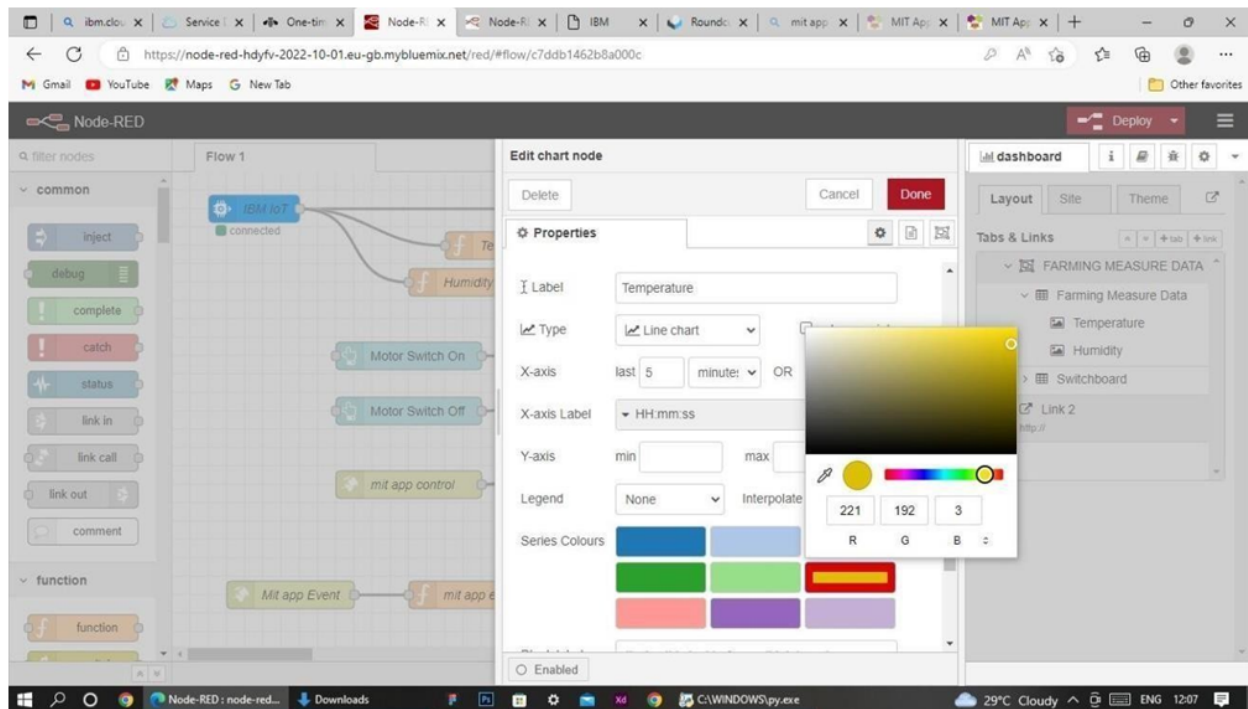 ibm.clou Service One-tim Node-R Node-R IBM Roundc mit app MIT App MIT App
https://node-red-hdyfv-2022-10-01.eu-gb.mybluemix.net/red/#flow/c7ddb1462b8a000c
Gmail YouTube Maps New Tab Other favorites
Node-RED Deploy
filter nodes Flow 1 Edit chart node dashboard
common Delete Cancel Done Layout Site Theme
IBM IoT
connected
Properties Tabs & Links tab link
inject Te FARMING MEASURE DATA
debug Humidity Label Temperature Farming Measure Data
complete Type Line chart Temperature
catch Motor Switch On X-axis last 5 minutes OR Humidity
status Switchboard
link in Motor Switch Off X-axis Label HH:mm:ss Link 2
http://
link call Y-axis min max
link out mit app control Legend None Interpolate 221 192 3
comment R G B
Series Colours
function Mit app Event mit app e
function
Enabled
Node-RED : node-red... Downloads Ps Xd C:\WINDOWS\py.exe 29°C Cloudy ENG 12:07